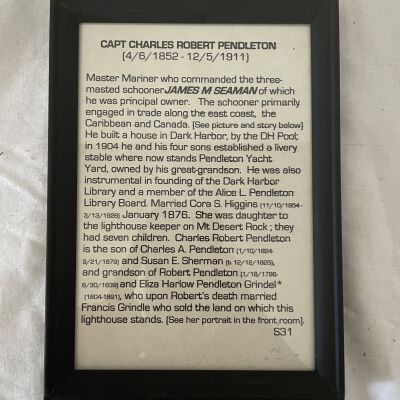 CAPT CHARLES ROBERT PENDLETON
(4/6/1852 - 12/5/1911)
Master Mariner who commanded the three-
masted schooner JAMES M SEAMAN of which
he was principal owner. The schooner primarily
engaged in trade along the east coast, the
Caribbean and Canada. [See picture and story below]
He built a house in Dark Harbor, by the DH Pool;
in 1904 he and his four sons established a livery
stable where now stands Pendleton Yacht
Yard, owned by his great-grandson. He was also
instrumental in founding of the Dark Harbor
Library and a member of the Alice L. Pendleton
Library Board. Married Cora S. Higgins (11/10/1854 -
3/13/1928) January 1876. She was daughter to
the lighthouse keeper on Mt Desert Rock; they
had seven children. Charles Robert Pendleton
is the son of Charles A. Pendleton (1/10/1824-
9/21/1879) and Susan E. Sherman (b. 12/12/1825),
and grandson of Robert Pendleton (1/18/1796-
8/30/1809) and Eliza Harlow Pendleton Grindel*
(1804-1891), who upon Robert's death married
Francis Grindle who sold the land on which this
lighthouse stands. [See her portrait in the front room].
S31